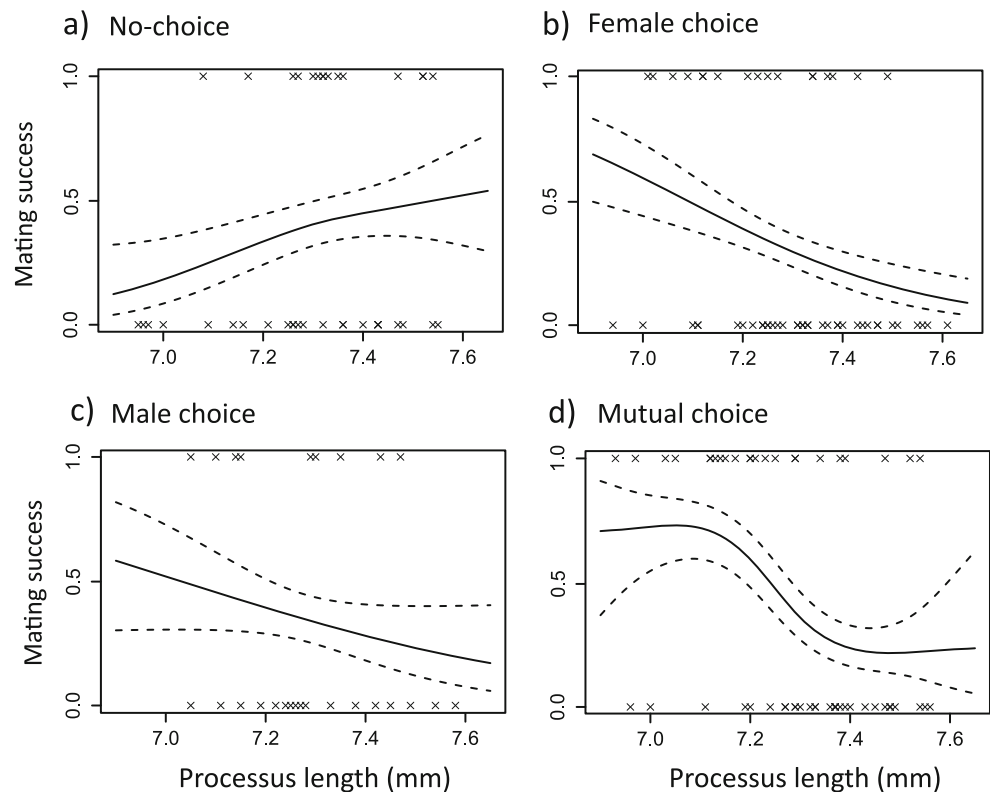 a) No-choice
Mating success
1.0
0.5
0.0
7.0 7.2 7.4 7.6
b) Female choice
1.0
0.5
0.0
7.0 7.2 7.4 7.6
c) Male choice
Mating success
1.0
0.5
0.0
7.0 7.2 7.4 7.6
Processus length (mm)
d) Mutual choice
1.0
0.5
0.0
7.0 7.2 7.4 7.6
Processus length (mm)